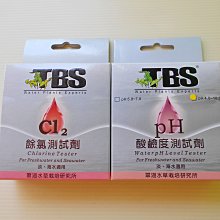 TBS
Water Plants Experts
Cl2
餘氯測試劑
Chlorine Tester
For Freshwater and Seawater
淡、海水適用
TBS
Water Plants Experts
pH
酸鹼度測試劑
Water pH Level Tester
For Freshwater and Seawater
淡、海水適用